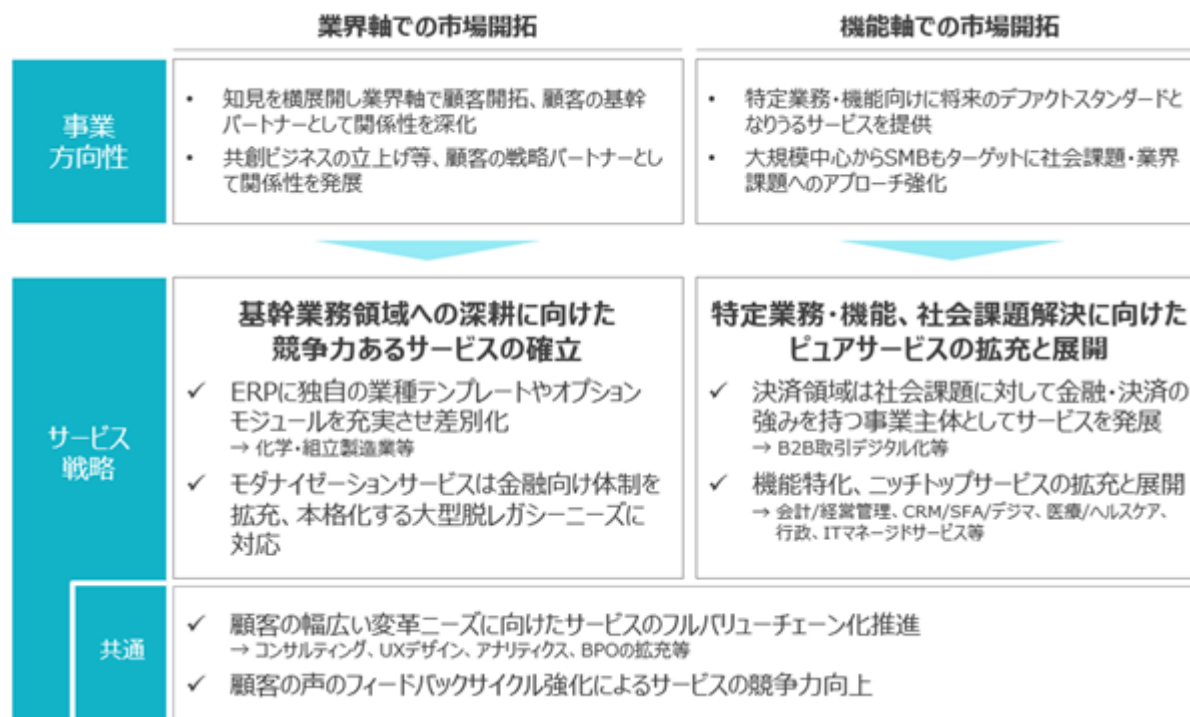 業界軸での市場開拓
機能軸での市場開拓
事業
方向性
• 知見を横展開し業界軸で顧客開拓、顧客の基幹
パートナーとして関係性を深化
• 共創ビジネスの立上げ等、顧客の戦略パートナーとし
て関係性を発展
• 特定業務・機能向けに将来のデファクトスタンダードと
なりうるサービスを提供
• 大規模中心からSMBもターゲットに社会課題・業界
課題へのアプローチ強化
サービス
戦略
基幹業務領域への深耕に向けた
競争力あるサービスの確立
✓ ERPに独自の業種テンプレートやオプション
モジュールを充実させ差別化
→ 化学・組立製造業等
✓ モダナイゼーションサービスは金融向け体制を
拡充、本格化する大型脱レガシーニーズに
対応
特定業務・機能、社会課題解決に向けた
ピュアサービスの拡充と展開
✓ 決済領域は社会課題に対して金融・決済の
強みを持つ事業主体としてサービスを発展
→ B2B取引デジタル化等
✓ 機能特化、ニッチトップサービスの拡充と展開
→ 会計/経営管理、CRM/SFA/デジマ、医療/ヘルスケア、
行政、ITマネージドサービス等
共通
✓ 顧客の幅広い変革ニーズに向けたサービスのフルバリューチェーン化推進
→ コンサルティング、UXデザイン、アナリティクス、BPOの拡充等
✓ 顧客の声のフィードバックサイクル強化によるサービスの競争力向上